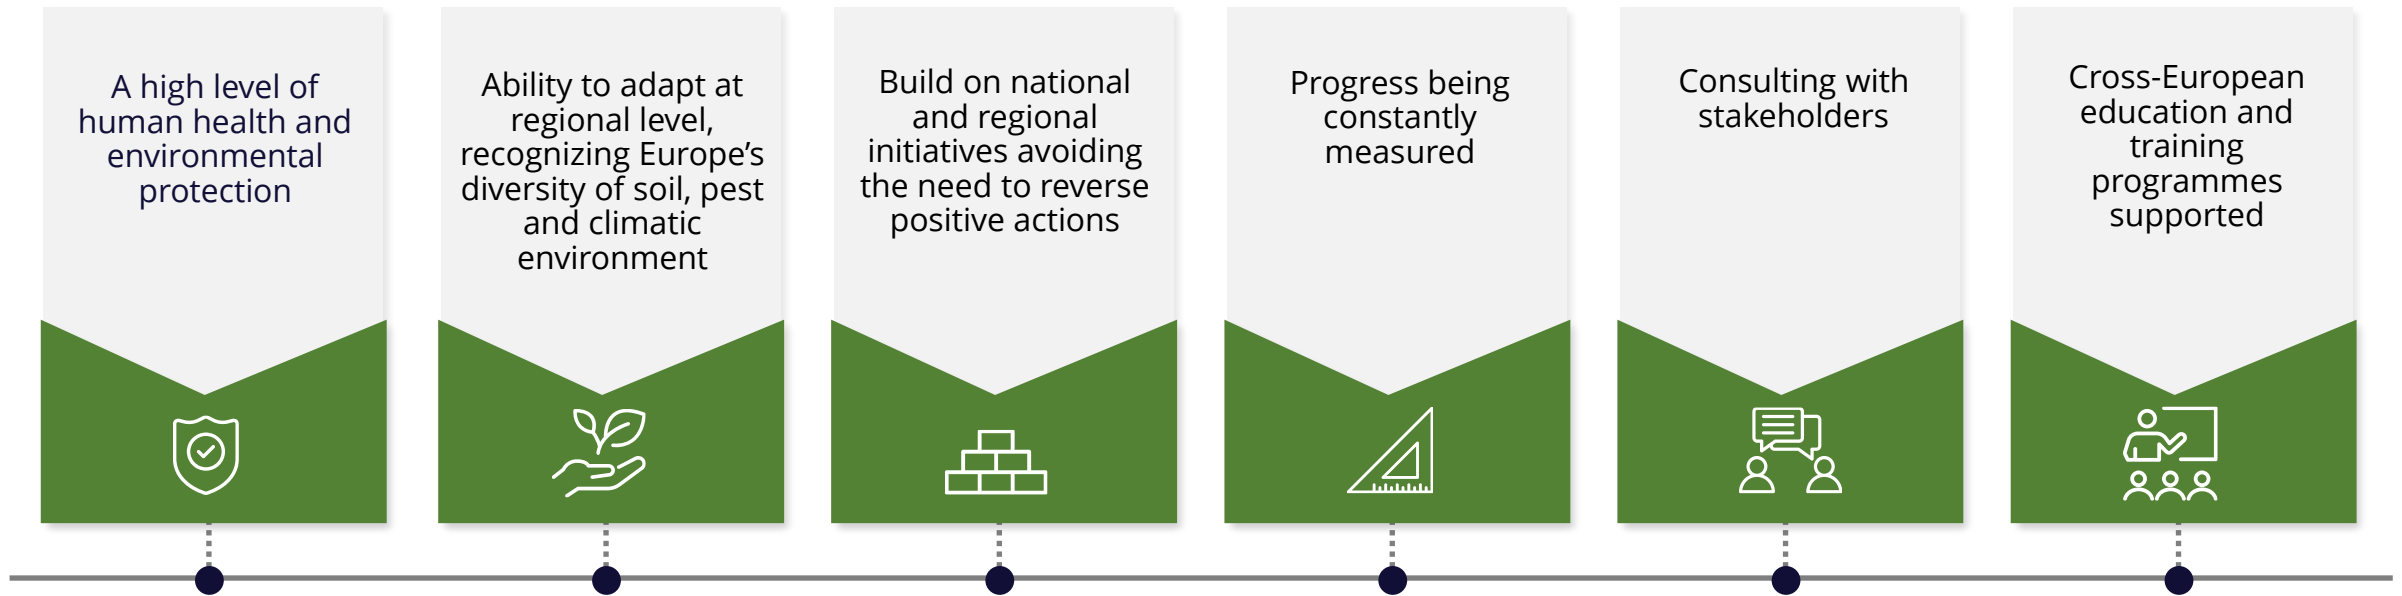 A high level of
human health and
environmental
protection
Ability to adapt at
regional level,
recognizing Europe’s
diversity of soil, pest
and climatic
environment
Build on national
and regional
initiatives avoiding
the need to reverse
positive actions
Progress being
constantly
measured
Consulting with
stakeholders
Cross-European
education and
training
programmes
supported